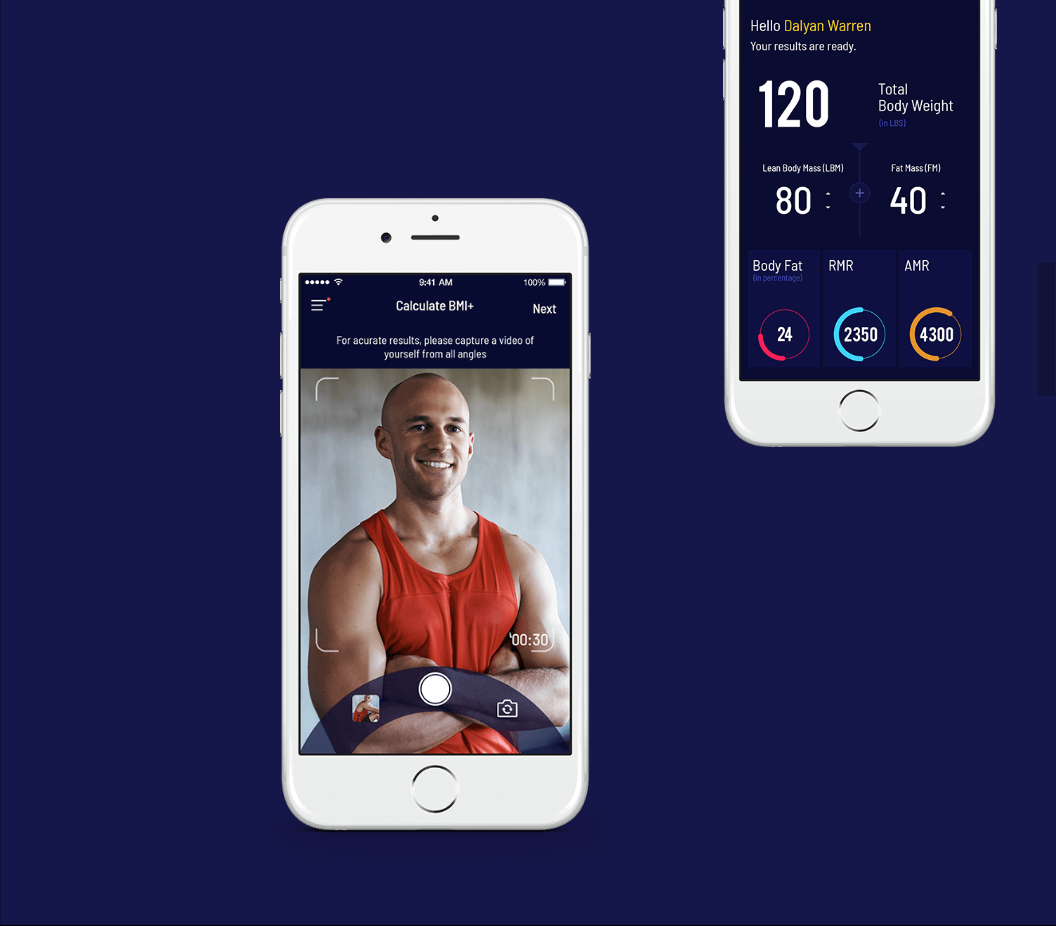 Hello Dalyan Warren
Your results are ready.
120
Total
Body Weight
(in LBS)
Lean Body Mass (LBM)
Fat Mass (FM)
80
+
40
Body Fat
(in percentage)
RMR
AMR
24
2350
4300
9:41 AM
100%
Calculate BMI+
Next
For acurate results, please capture a video of
yourself from all angles
'00:30